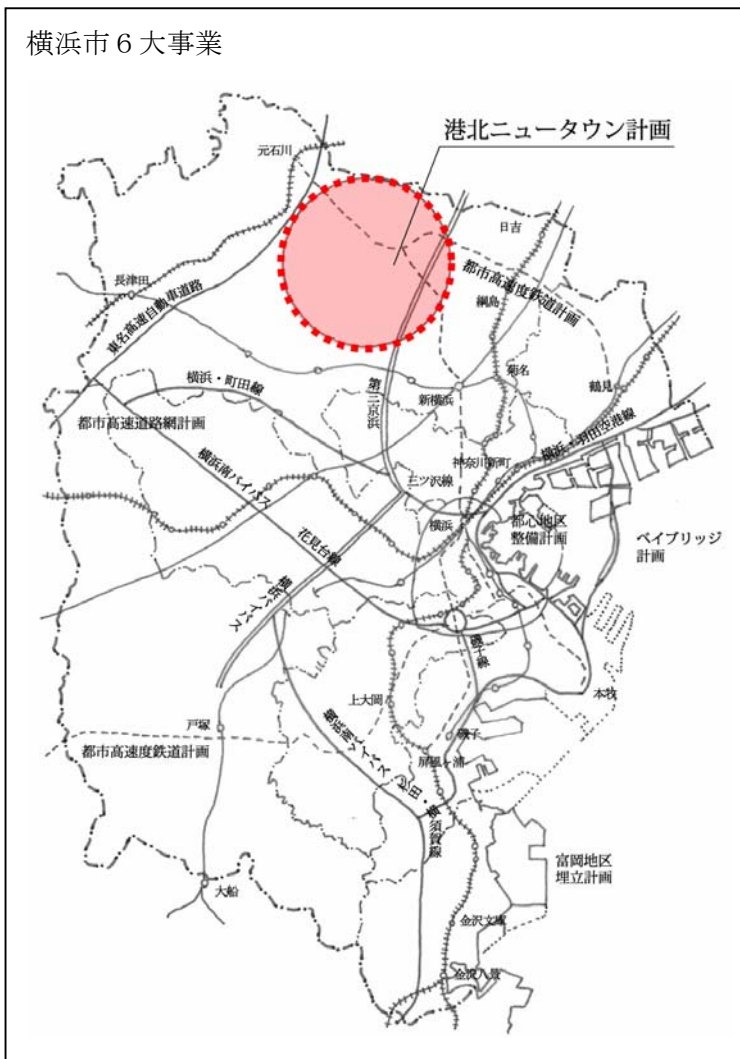 横浜市６大事業
港北ニュータウン計画
元石川
日吉
長津田
東名高速自動車道路
都市高速度鉄道計画
綱島
第三京浜
菊名
鶴見
横浜・町田線
新横浜
都市高速道路網計画
横浜・羽田空港線
神奈川新町
横浜南バイパス
三ツ沢線
横浜
都心地区
整備計画
ベイブリッジ
計画
花見台線
横浜バイパス
磯子線
上大岡
本牧
戸塚
磯子
都市高速度鉄道計画
屏風ヶ浦
横浜南バイパス
須賀線
富岡地区
埋立計画
大船
金沢文庫
金沢八景